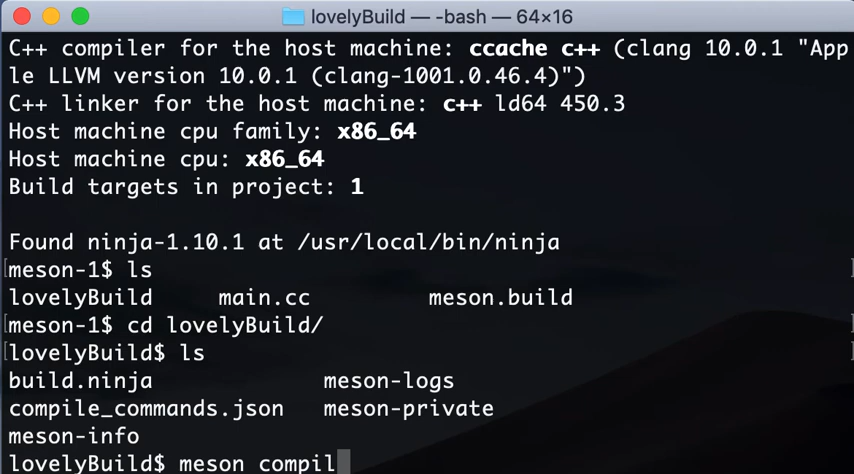 lovelyBuild — -bash — 64×16
C++ compiler for the host machine: ccache c++ (clang 10.0.1 "App
le LLVM version 10.0.1 (clang-1001.0.46.4)")
C++ linker for the host machine: c++ ld64 450.3
Host machine cpu family: x86_64
Host machine cpu: x86_64
Build targets in project: 1
Found ninja-1.10.1 at /usr/local/bin/ninja
[meson-1$ ls ]
lovelyBuild main.cc meson.build
[meson-1$ cd lovelyBuild/ ]
[lovelyBuild$ ls ]
build.ninja meson-logs
compile_commands.json meson-private
meson-info
lovelyBuild$ meson compil